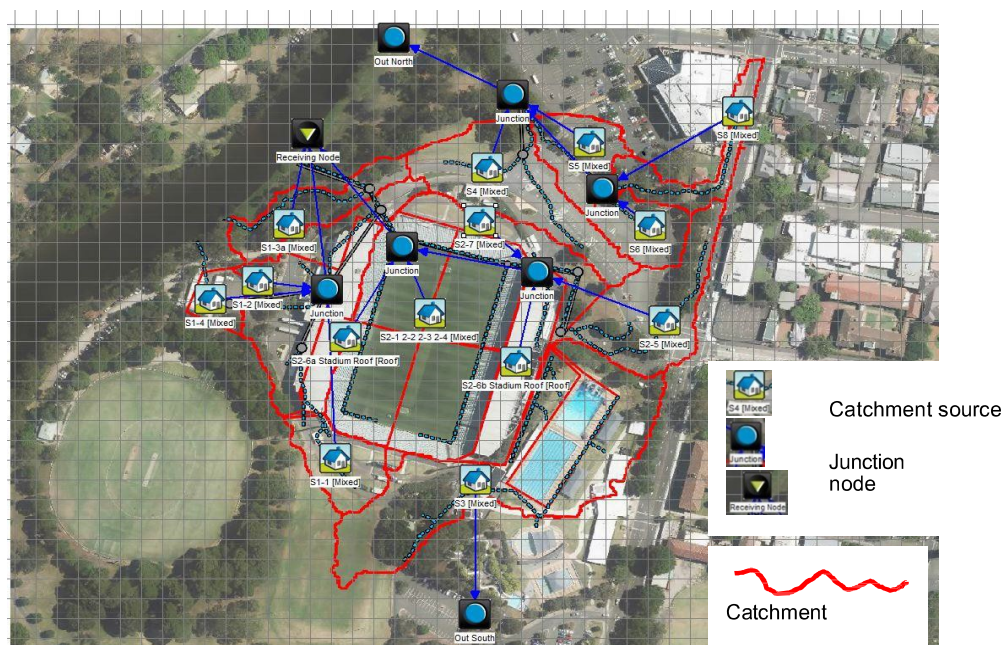 Out North
Junction
Receiving Node
S8 [Mixed]
S5 [Mixed]
S4 [Mixed]
Junction
S6 [Mixed]
S1-3a [Mixed]
S2-7 [Mixed]
Junction
Junction
S1-2 [Mixed]
Junction
S1-4 [Mixed]
S2-1 2-2 2-3 2-4 [Mixed]
S2-5 [Mixed]
S2-6a Stadium Roof [Roof]
S2-6b Stadium Roof [Roof]
S1-1 [Mixed]
S3 [Mixed]
Out South
S4 [Mixed]
Catchment source
Junction
Junction
node
Receiving Node
Catchment